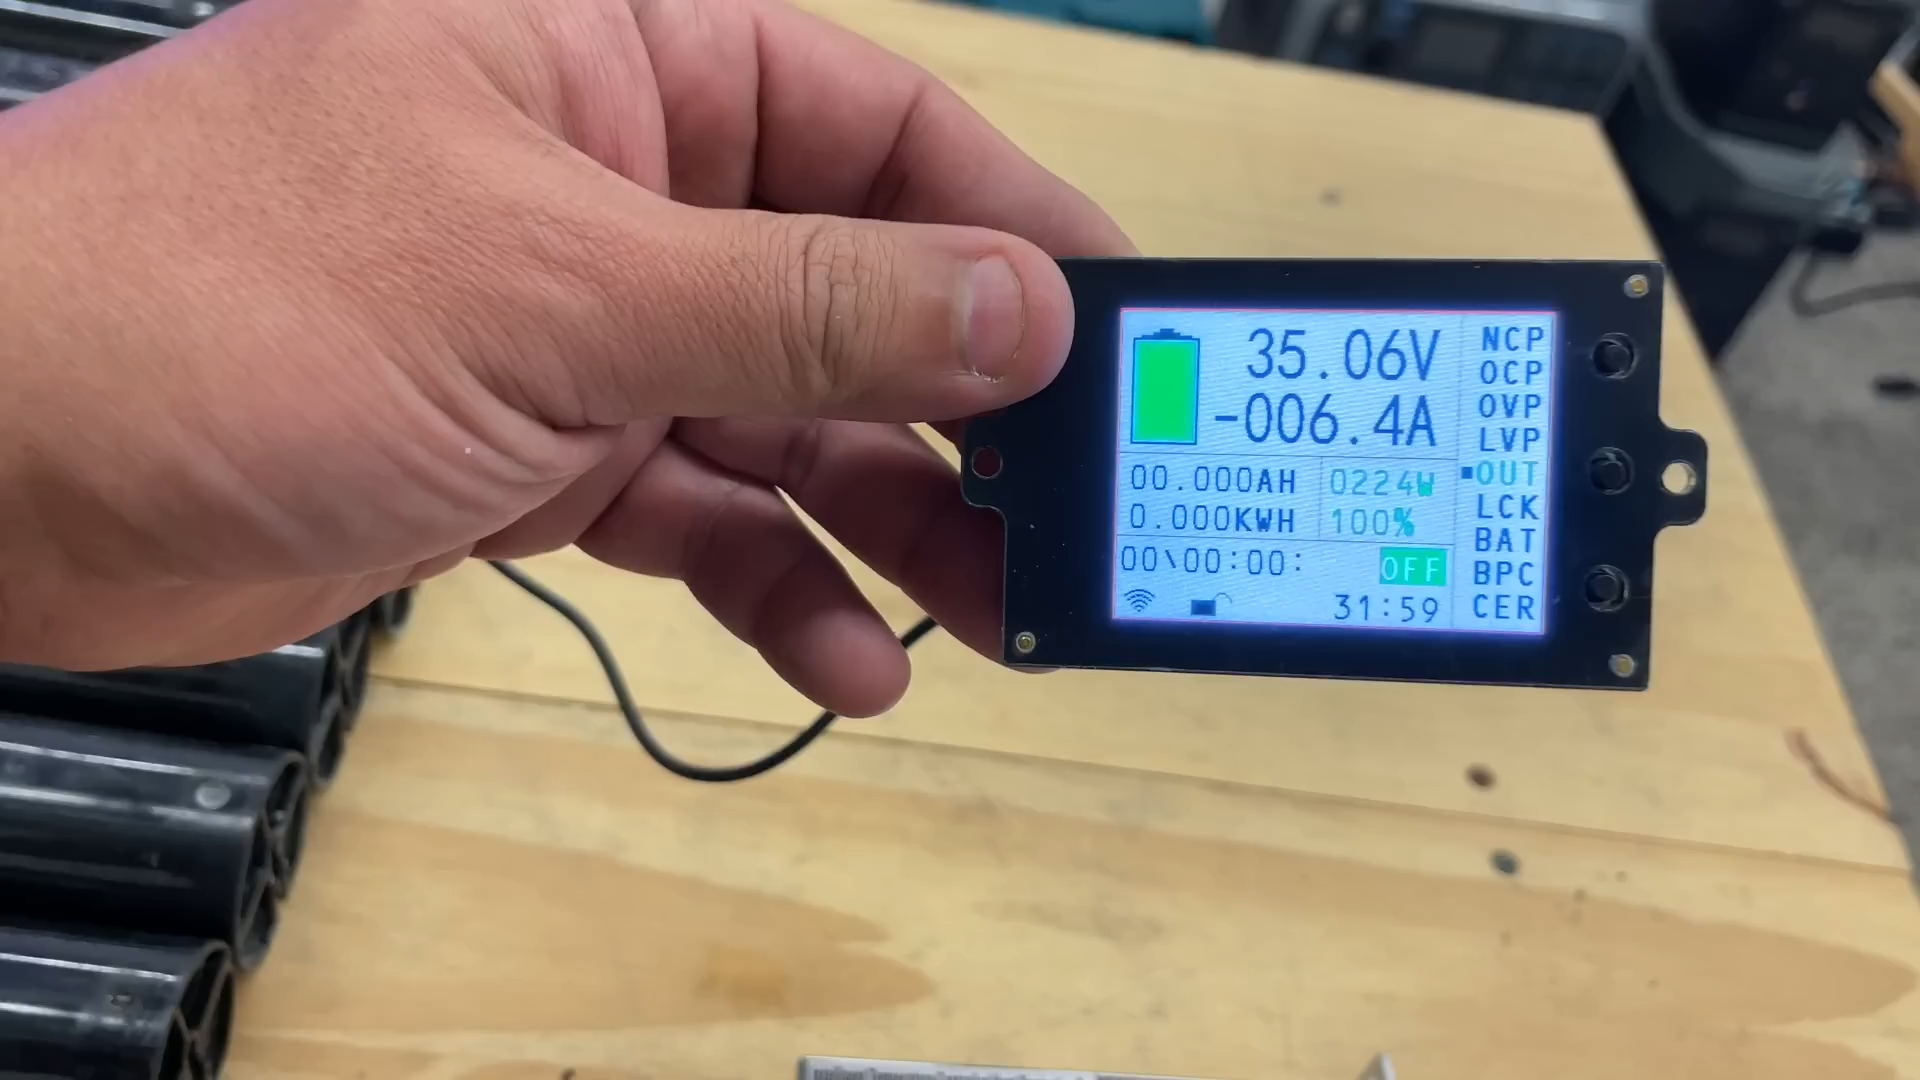 35.06V
-006.4A
00.000AH
0224W
0.000KWH
100%
00\00:00:
OFF
31:59
NCP
OCP
OVP
LVP
OUT
LCK
BAT
BPC
CER